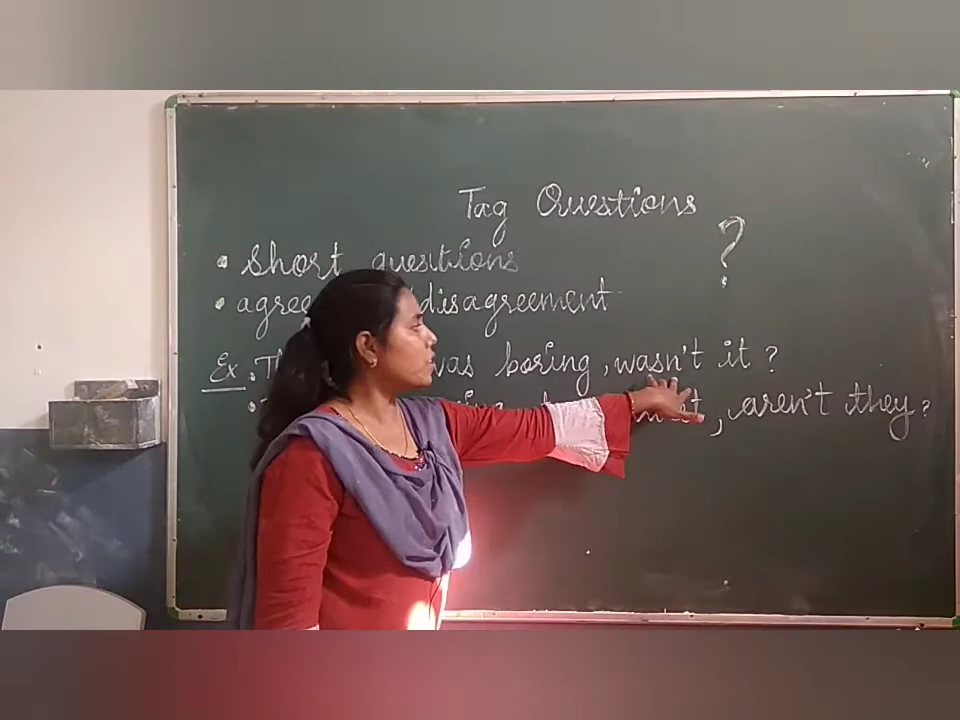 Tag Questions
?
• Short questions
• agree disagreement
Ex. was boring, wasn't it ?
, aren't they?